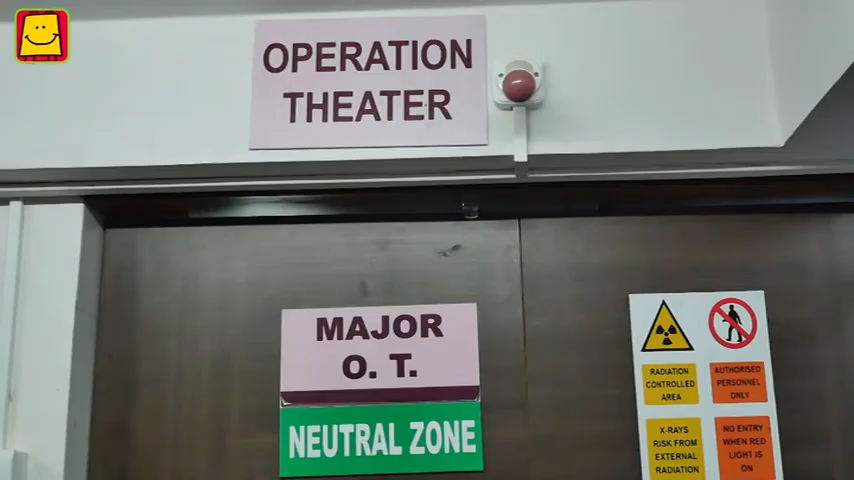 OPERATION
THEATER
MAJOR
O. T.
NEUTRAL ZONE
RADIATION
CONTROLLED
AREA
AUTHORISED
PERSONNEL
ONLY
X-RAYS
RISK FROM
EXTERNAL
RADIATION
NO ENTRY
WHEN RED
LIGHT IS
ON